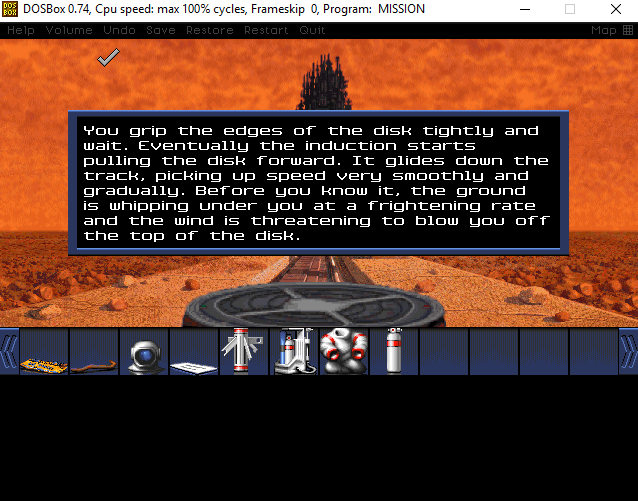 DOS
BOX
DOSBox 0.74, Cpu speed: max 100% cycles, Frameskip 0, Program: MISSION
Help Volume Undo Save Restore Restart Quit Map
You grip the edges of the disk tightly and
wait. Eventually the induction starts
pulling the disk forward. It glides down the
track, picking up speed very smoothly and
gradually. Before you know it, the ground
is whipping under you at a frightening rate
and the wind is threatening to blow you off
the top of the disk.